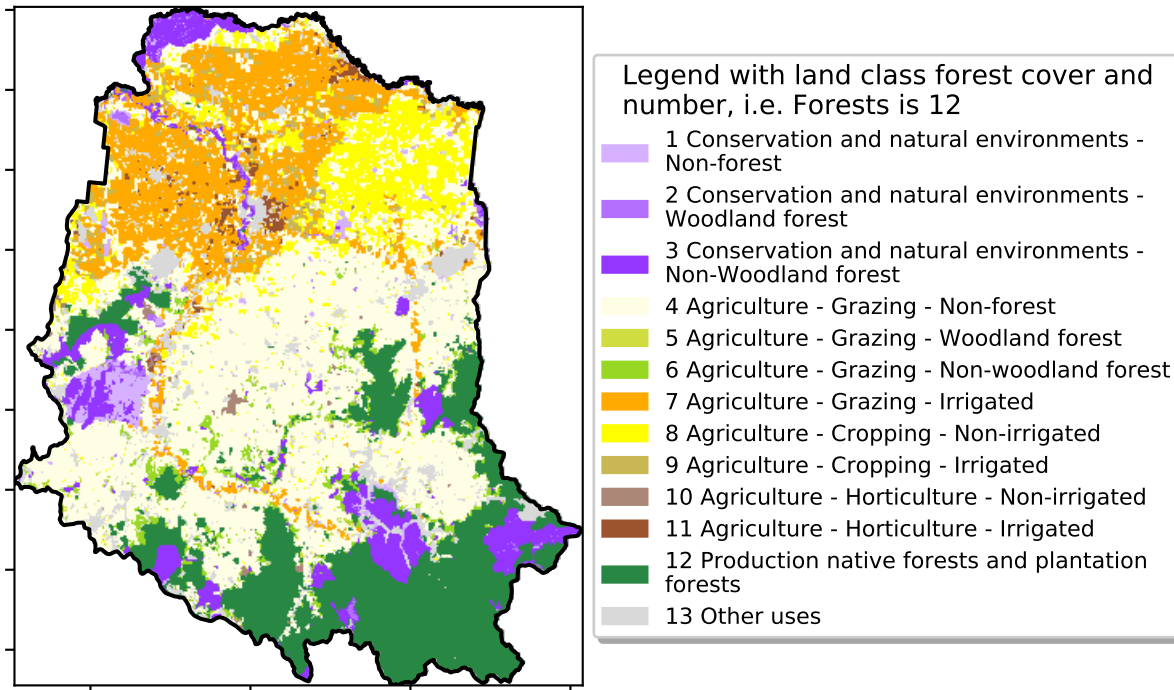 Legend with land class forest cover and
number, i.e. Forests is 12
1 Conservation and natural environments -
Non-forest
2 Conservation and natural environments -
Woodland forest
3 Conservation and natural environments -
Non-Woodland forest
4 Agriculture - Grazing - Non-forest
5 Agriculture - Grazing - Woodland forest
6 Agriculture - Grazing - Non-woodland forest
7 Agriculture - Grazing - Irrigated
8 Agriculture - Cropping - Non-irrigated
9 Agriculture - Cropping - Irrigated
10 Agriculture - Horticulture - Non-irrigated
11 Agriculture - Horticulture - Irrigated
12 Production native forests and plantation
forests
13 Other uses